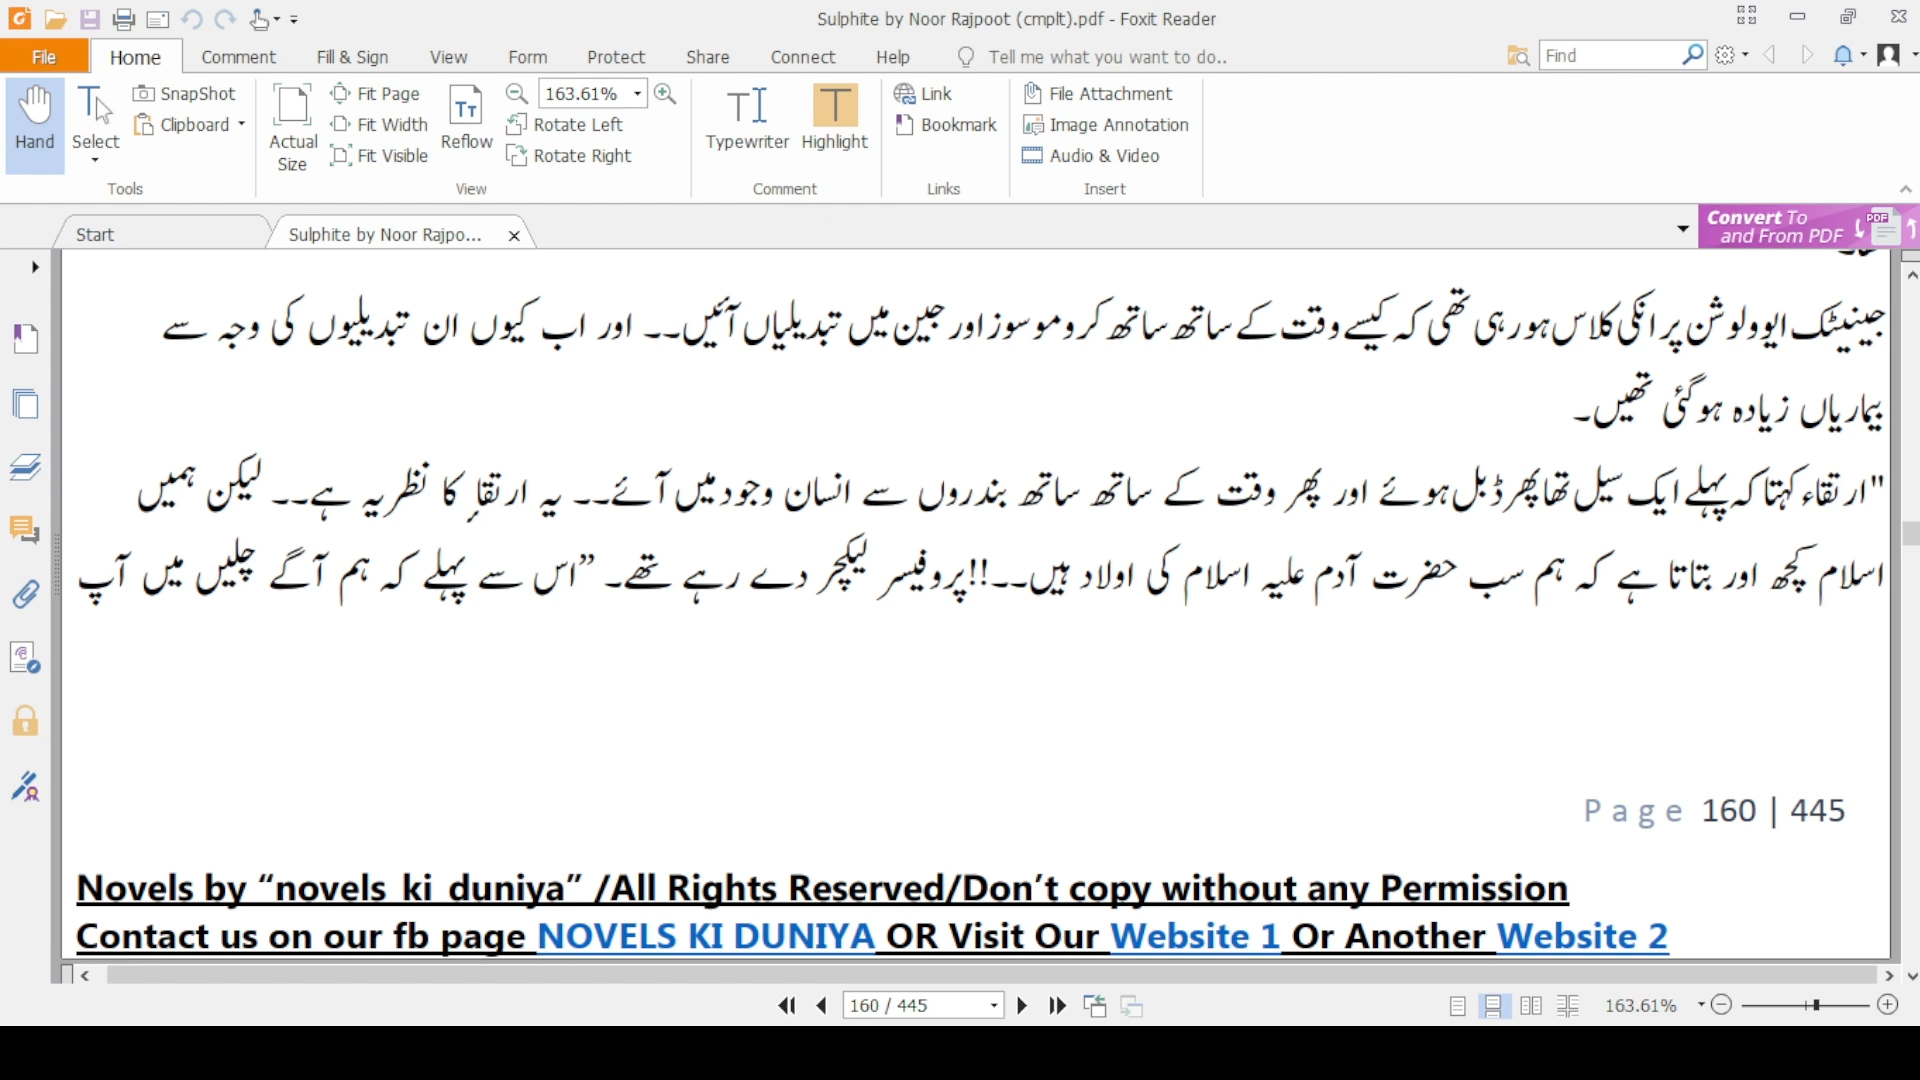 Sulphite by Noor Rajpoot (cmplt).pdf - Foxit Reader
File Home Comment Fill & Sign View Form Protect Share Connect Help Tell me what you want to do.. Find
Hand Select SnapShot Clipboard
Tools
Actual Size Fit Page Fit Width Fit Visible Reflow 163.61% Rotate Left Rotate Right
View
Typewriter Highlight
Comment
Link Bookmark
Links
File Attachment Image Annotation Audio & Video
Insert
Start Sulphite by Noor Rajpo...
Convert To and From PDF
جینیٹک ایوولوشن پر انکی کلاس ہو رہی تھی کہ کیسے وقت کے ساتھ ساتھ کروموسوز اور جین میں تبدیلیاں آئیں۔۔ اور اب کیوں ان تبدیلیوں کی وجہ سے
بیماریاں زیادہ ہوگئی تھیں۔
"ارتقاء کہتا کہ پہلے ایک سیل تھا پھر ڈبل ہوئے اور پھر وقت کے ساتھ ساتھ بندروں سے انسان وجود میں آئے۔۔ یہ ارتقاِ کا نظریہ ہے۔۔ لیکن ہمیں
اسلام کچھ اور بتاتا ہے کہ ہم سب حضرت آدم علیہ اسلام کی اولاد ہیں۔۔!!پروفیسر لیکچر دے رہے تھے۔ ”اس سے پہلے کہ ہم آگے چلیں میں آپ
Page 160 | 445
Novels by “novels ki duniya” /All Rights Reserved/Don’t copy without any Permission
Contact us on our fb page NOVELS KI DUNIYA OR Visit Our Website 1 Or Another Website 2
160 / 445 163.61%